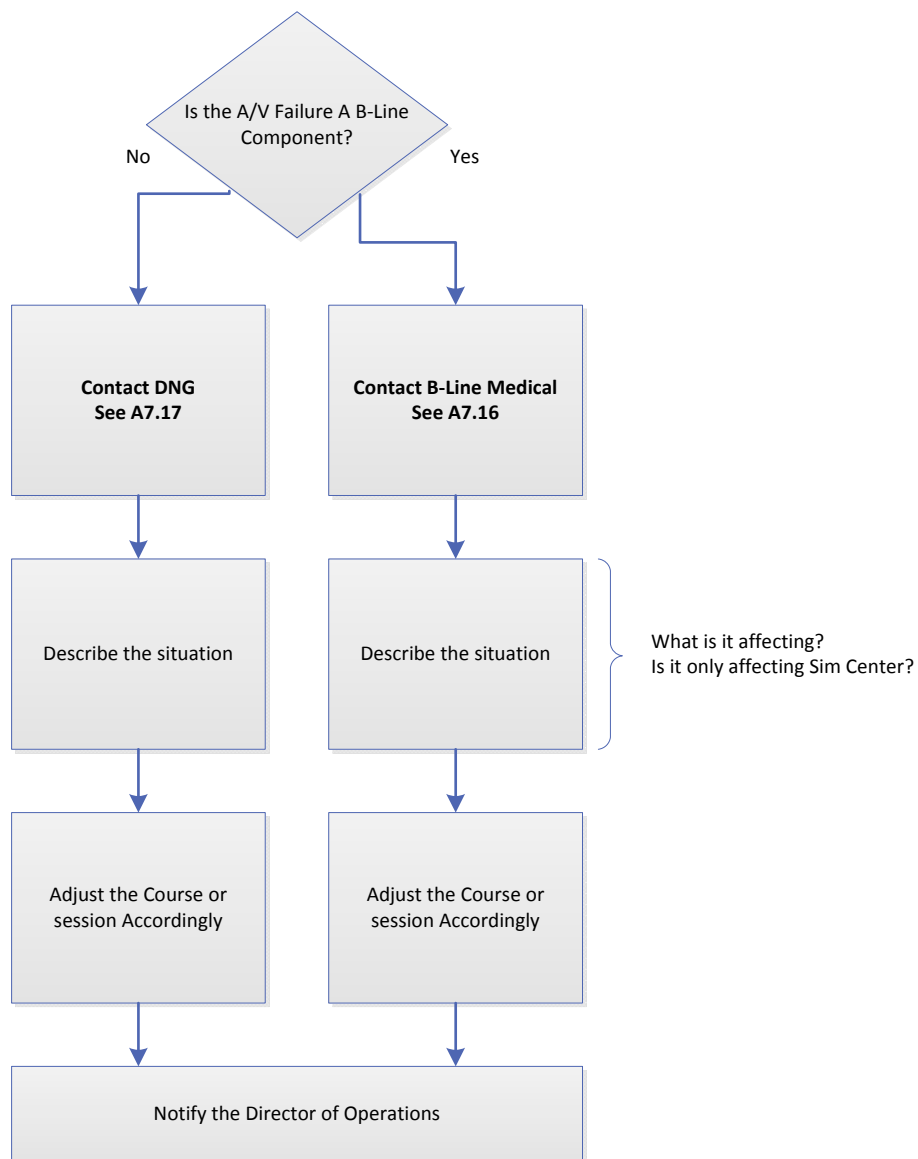 Is the A/V Failure A B-Line
Component?
No
Yes
Contact DNG
See A7.17
Contact B-Line Medical
See A7.16
Describe the situation
Describe the situation
What is it affecting?
Is it only affecting Sim Center?
Adjust the Course or
session Accordingly
Adjust the Course or
session Accordingly
Notify the Director of Operations